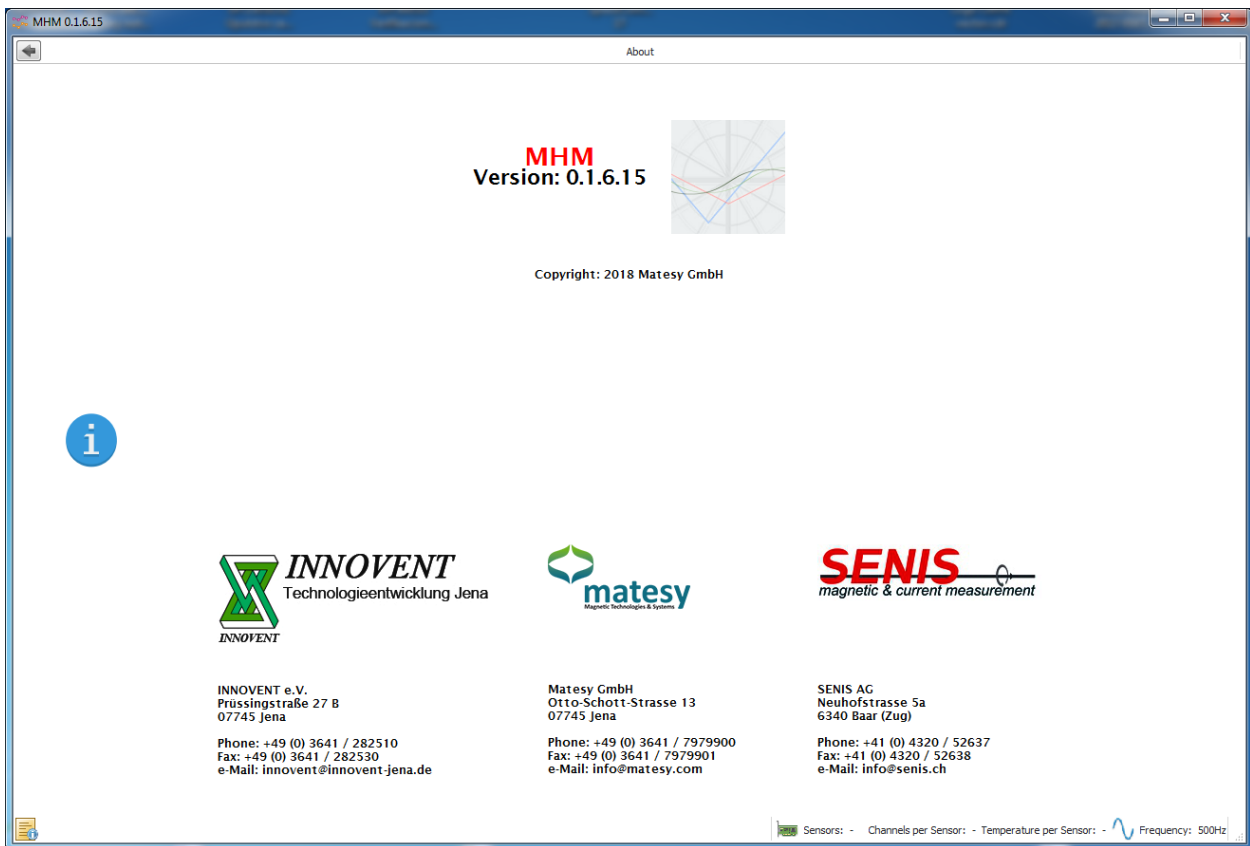 MHM 0.1.6.15
About
MHM
Version: 0.1.6.15
Copyright: 2018 Matesy GmbH
i
INNOVENT
Technologieentwicklung Jena
INNOVENT
matesy
Magnetic Technologies & Systems
SENIS
magnetic & current measurement
INNOVENT e.V.
Prüssingstraße 27 B
07745 Jena
Phone: +49 (0) 3641 / 282510
Fax: +49 (0) 3641 / 282530
e-Mail: innovent@innovent-jena.de
Matesy GmbH
Otto-Schott-Strasse 13
07745 Jena
Phone: +49 (0) 3641 / 7979900
Fax: +49 (0) 3641 / 7979901
e-Mail: info@matesy.com
SENIS AG
Neuhofstrasse 5a
6340 Baar (Zug)
Phone: +41 (0) 4320 / 52637
Fax: +41 (0) 4320 / 52638
e-Mail: info@senis.ch
Sensors: - Channels per Sensor: - Temperature per Sensor: - Frequency: 500Hz